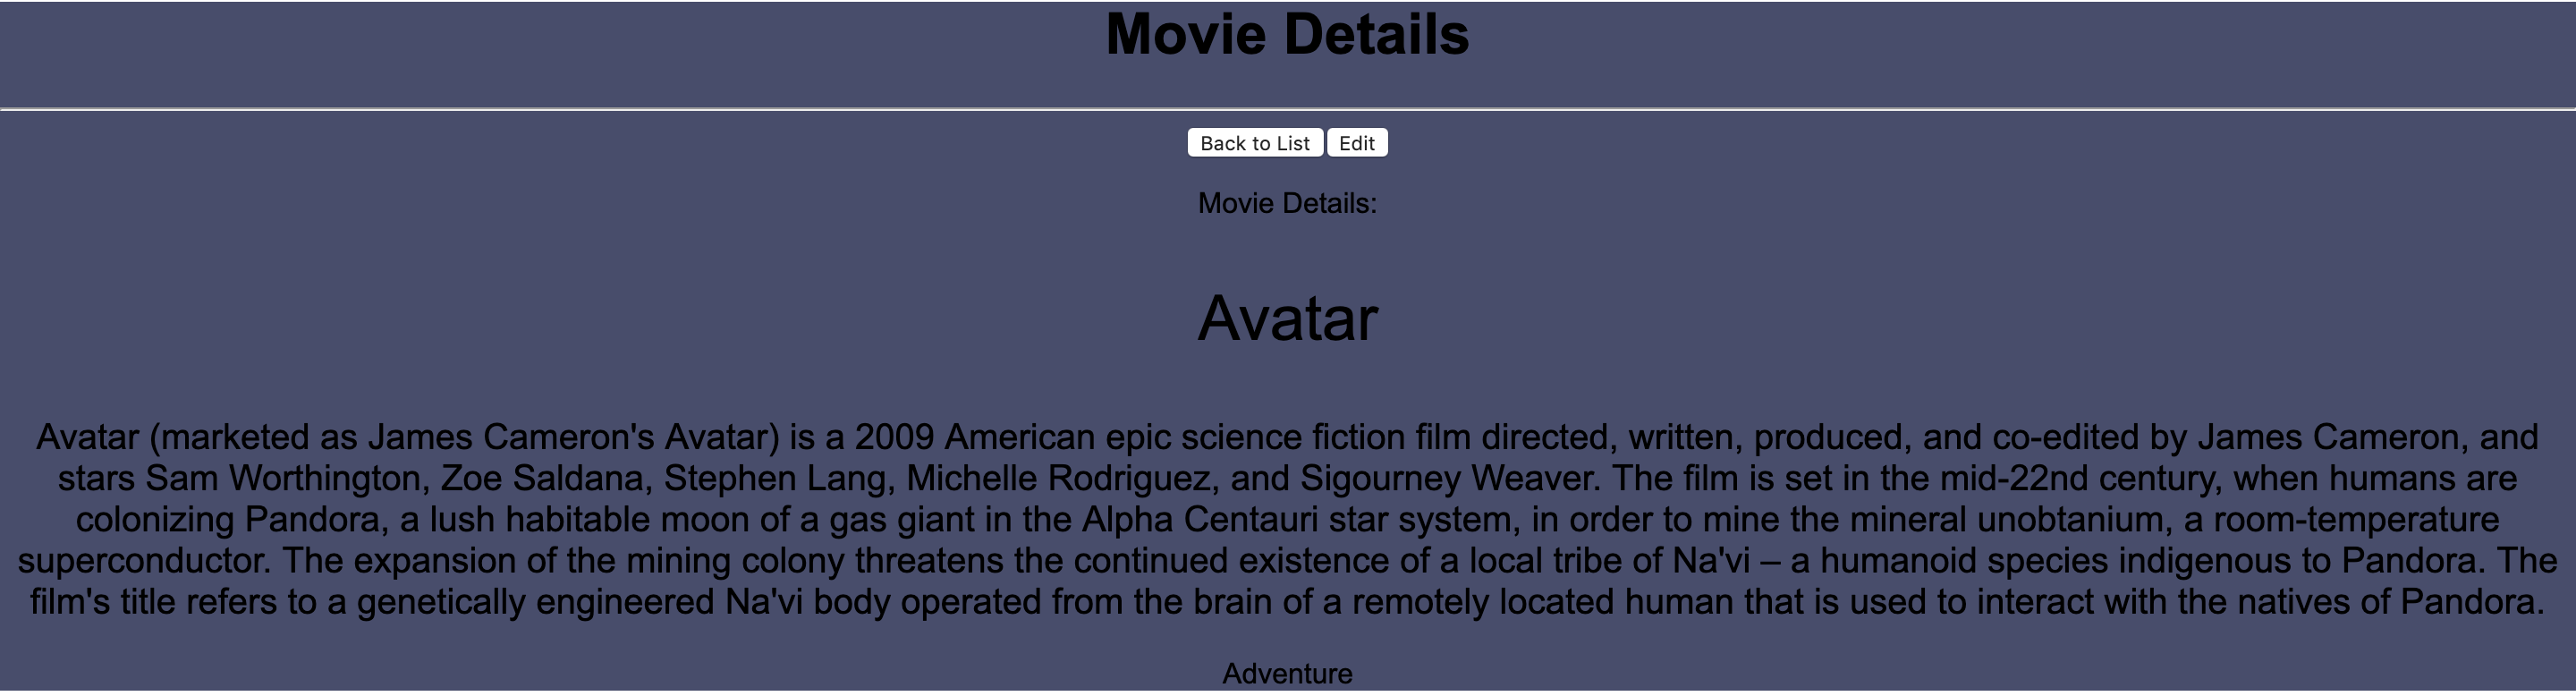 Movie Details
Back to List Edit
Movie Details:
Avatar
Avatar (marketed as James Cameron's Avatar) is a 2009 American epic science fiction film directed, written, produced, and co-edited by James Cameron, and
stars Sam Worthington, Zoe Saldana, Stephen Lang, Michelle Rodriguez, and Sigourney Weaver. The film is set in the mid-22nd century, when humans are
colonizing Pandora, a lush habitable moon of a gas giant in the Alpha Centauri star system, in order to mine the mineral unobtanium, a room-temperature
superconductor. The expansion of the mining colony threatens the continued existence of a local tribe of Na'vi – a humanoid species indigenous to Pandora. The
film's title refers to a genetically engineered Na'vi body operated from the brain of a remotely located human that is used to interact with the natives of Pandora.
Adventure